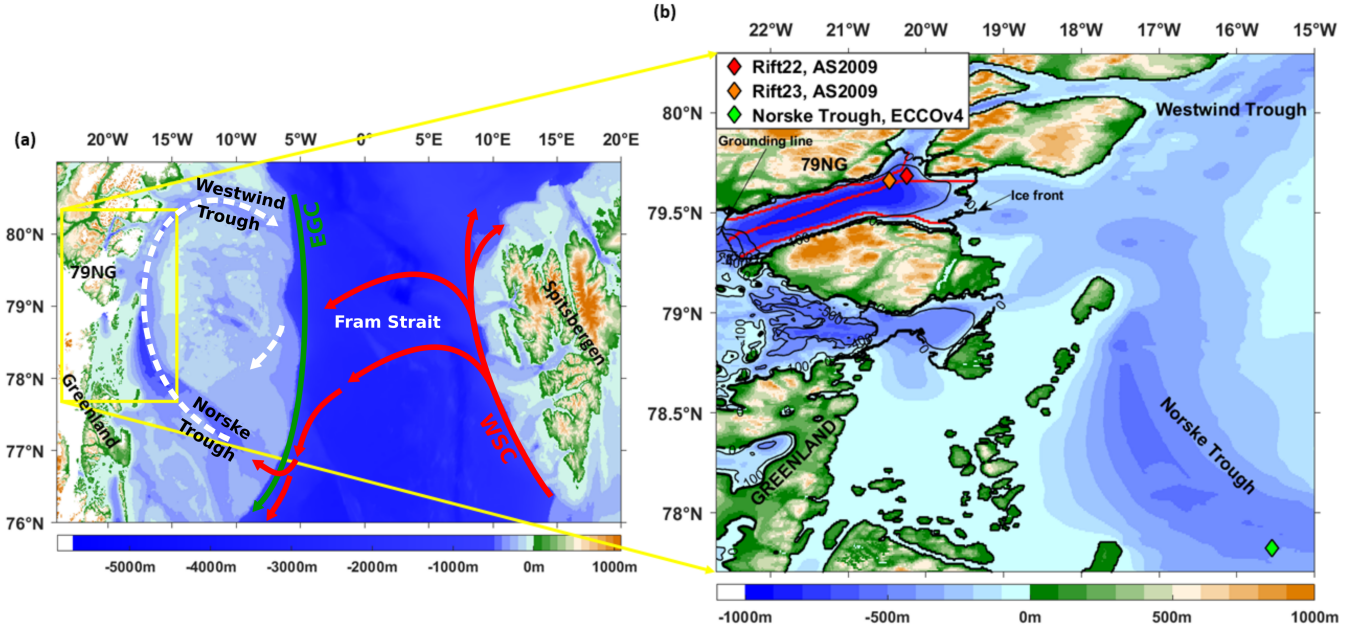 (a)
20°W 15°W 10°W 5°W 0°E 5°E 10°E 15°E 20°E
80°N
79°N
78°N
77°N
76°N
Westwind
Trough
EGC
79NG
Fram Strait
Spitsbergen
Greenland
Norske
Trough
WSC
-5000m -4000m -3000m -2000m -1000m 0m 1000m
(b)
22°W 21°W 20°W 19°W 18°W 17°W 16°W 15°W
Rift22, AS2009
Rift23, AS2009
Norske Trough, ECCOv4
80°N
79.5°N
79°N
78.5°N
78°N
Westwind Trough
Grounding line
79NG
Ice front
Norske Trough
GREENLAND
-100
-100
-1000m -500m 0m 500m 1000m